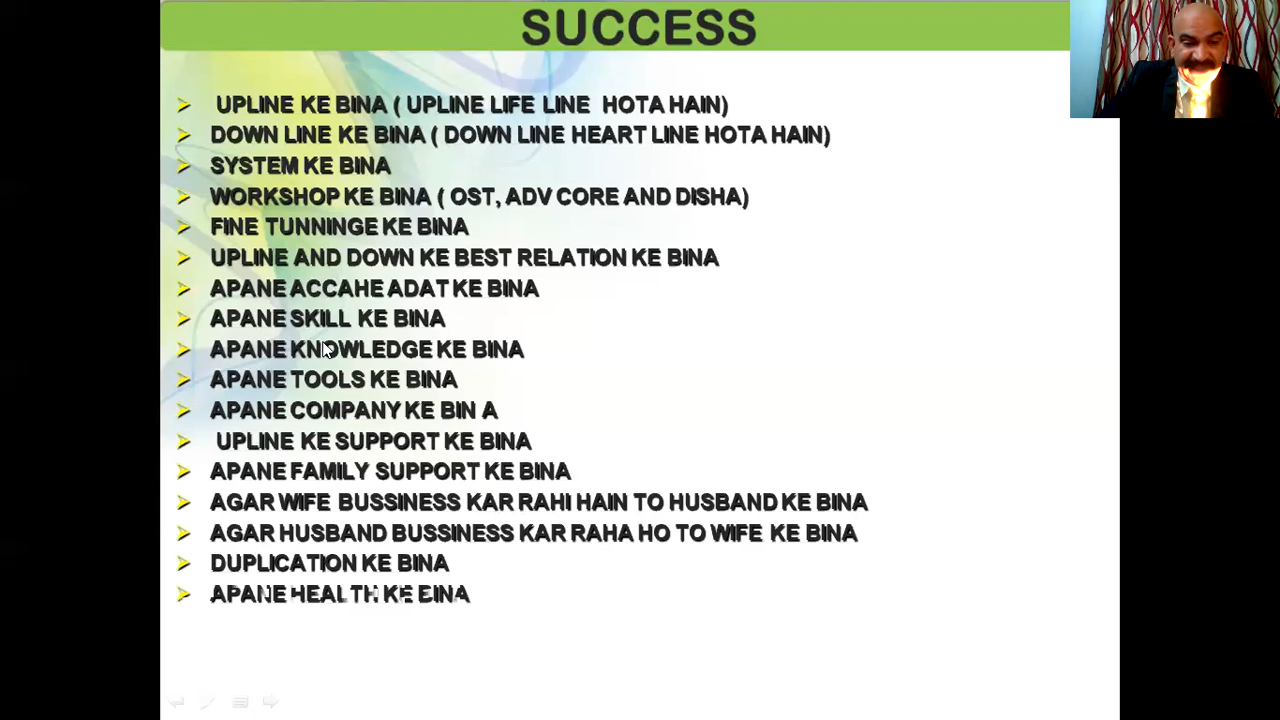 SUCCESS
UPLINE KE BINA ( UPLINE LIFE LINE HOTA HAIN)
DOWN LINE KE BINA ( DOWN LINE HEART LINE HOTA HAIN)
SYSTEM KE BINA
WORKSHOP KE BINA ( OST, ADV CORE AND DISHA)
FINE TUNNINGE KE BINA
UPLINE AND DOWN KE BEST RELATION KE BINA
APANE ACCAHE ADAT KE BINA
APANE SKILL KE BINA
APANE KNOWLEDGE KE BINA
APANE TOOLS KE BINA
APANE COMPANY KE BIN A
UPLINE KE SUPPORT KE BINA
APANE FAMILY SUPPORT KE BINA
AGAR WIFE BUSSINESS KAR RAHI HAIN TO HUSBAND KE BINA
AGAR HUSBAND BUSSINESS KAR RAHA HO TO WIFE KE BINA
DUPLICATION KE BINA
APANE HEALTH KE BINA